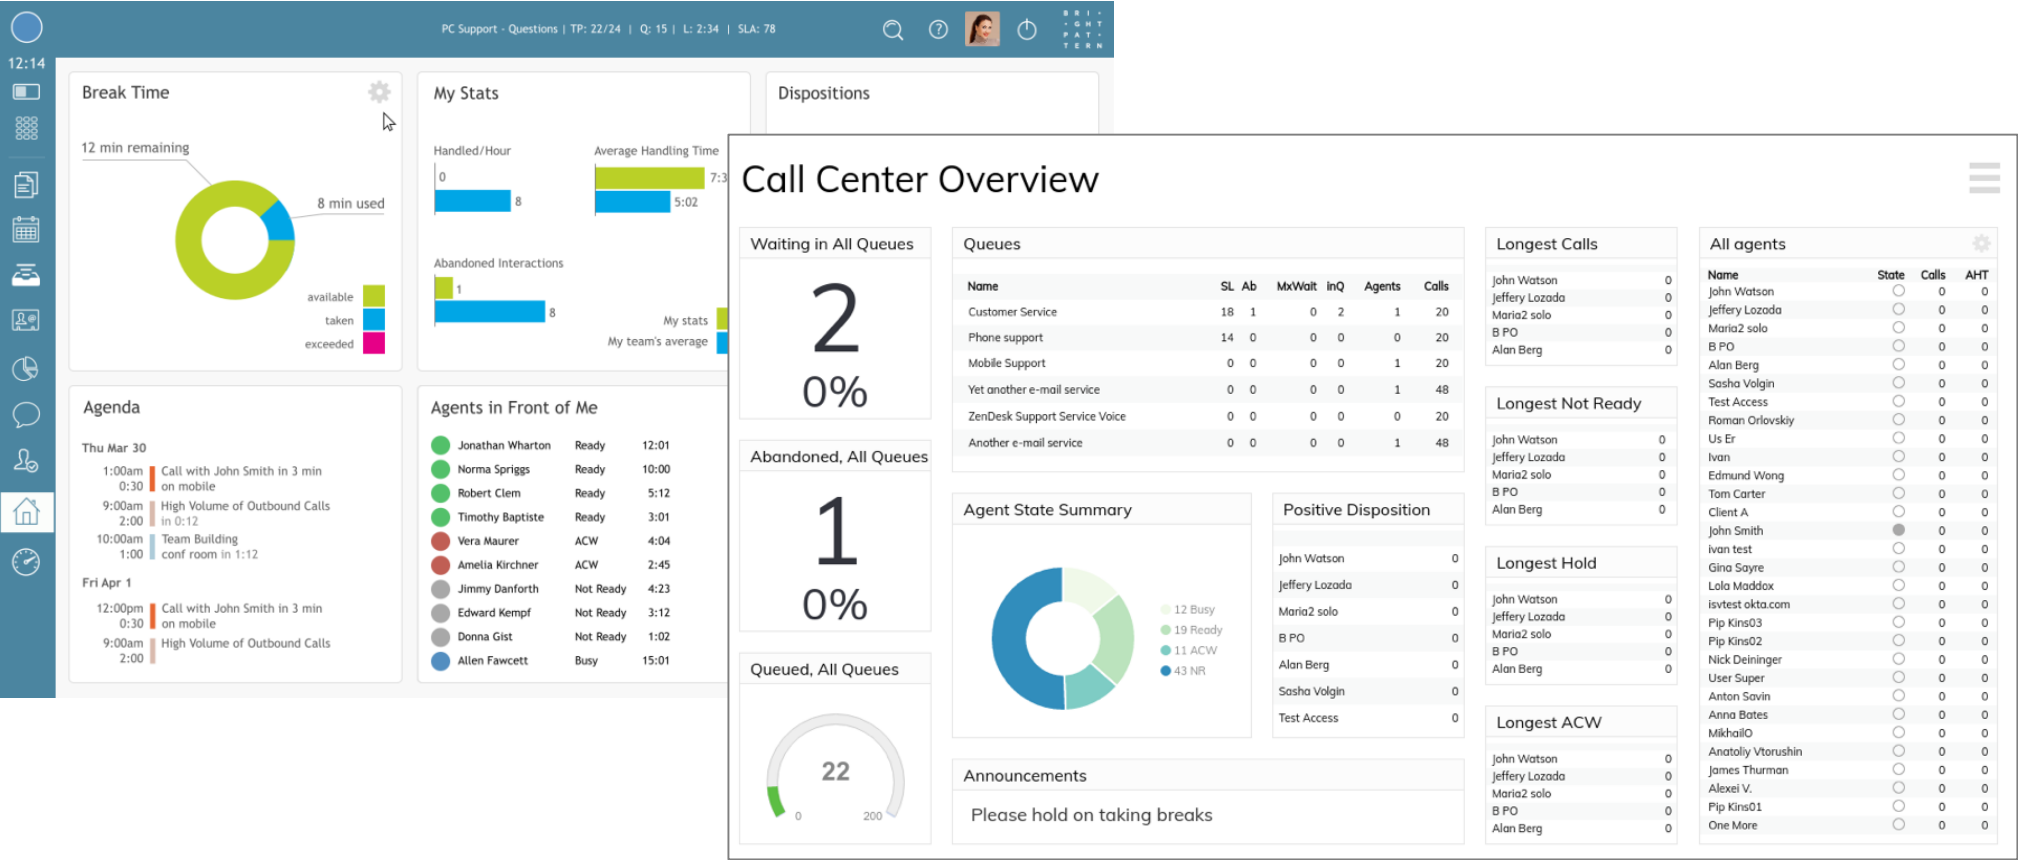 PC Support - Questions | TP: 22/24 | Q: 15 | L: 2:34 | SLA: 78
BRI
GHT
PAT
TERN
12:14
Break Time
12 min remaining
8 min used
available
taken
exceeded
My Stats
Handled/Hour
0
8
Average Handling Time
7:3
5:02
Abandoned Interactions
1
8
My stats
My team's average
Dispositions
Agenda
Thu Mar 30
1:00am Call with John Smith in 3 min
0:30 on mobile
9:00am High Volume of Outbound Calls
2:00 in 0:12
10:00am Team Building
1:00 conf room in 1:12
Fri Apr 1
12:00pm Call with John Smith in 3 min
0:30 on mobile
9:00am High Volume of Outbound Calls
2:00
Agents in Front of Me
Jonathan Wharton Ready 12:01
Norma Spriggs Ready 10:00
Robert Clem Ready 5:12
Timothy Baptiste Ready 3:01
Vera Maurer ACW 4:04
Amelia Kirchner ACW 2:45
Jimmy Danforth Not Ready 4:23
Edward Kempf Not Ready 3:12
Donna Gist Not Ready 1:02
Allen Fawcett Busy 15:01
Call Center Overview
Waiting in All Queues
2
0%
Abandoned, All Queues
1
0%
Queued, All Queues
22
0 200
Queues
Name SL Ab MxWait inQ Agents Calls
Customer Service 18 1 0 2 1 20
Phone support 14 0 0 0 0 20
Mobile Support 0 0 0 0 1 20
Yet another e-mail service 0 0 0 0 1 48
ZenDesk Support Service Voice 0 0 0 0 0 20
Another e-mail service 0 0 0 0 1 48
Agent State Summary
12 Busy
19 Ready
11 ACW
43 NR
Positive Disposition
John Watson 0
Jeffery Lozada 0
Maria2 solo 0
B PO 0
Alan Berg 0
Sasha Volgin 0
Test Access 0
Announcements
Please hold on taking breaks
Longest Calls
John Watson 0
Jeffery Lozada 0
Maria2 solo 0
B PO 0
Alan Berg 0
Longest Not Ready
John Watson 0
Jeffery Lozada 0
Maria2 solo 0
B PO 0
Alan Berg 0
Longest Hold
John Watson 0
Jeffery Lozada 0
Maria2 solo 0
B PO 0
Alan Berg 0
Longest ACW
John Watson 0
Jeffery Lozada 0
Maria2 solo 0
B PO 0
Alan Berg 0
All agents
Name State Calls AHT
John Watson 0 0
Jeffery Lozada 0 0
Maria2 solo 0 0
B PO 0 0
Alan Berg 0 0
Sasha Volgin 0 0
Test Access 0 0
Roman Orlovskiy 0 0
Us Er 0 0
Ivan 0 0
Edmund Wong 0 0
Tom Carter 0 0
Client A 0 0
John Smith 0 0
ivan test 0 0
Gina Sayre 0 0
Lola Maddox 0 0
isvtest okta.com 0 0
Pip Kins03 0 0
Pip Kins02 0 0
Nick Deininger 0 0
User Super 0 0
Anton Savin 0 0
Anna Bates 0 0
MikhailO 0 0
Anatoliy Vtorushin 0 0
James Thurman 0 0
Alexei V. 0 0
Pip Kins01 0 0
One More 0 0